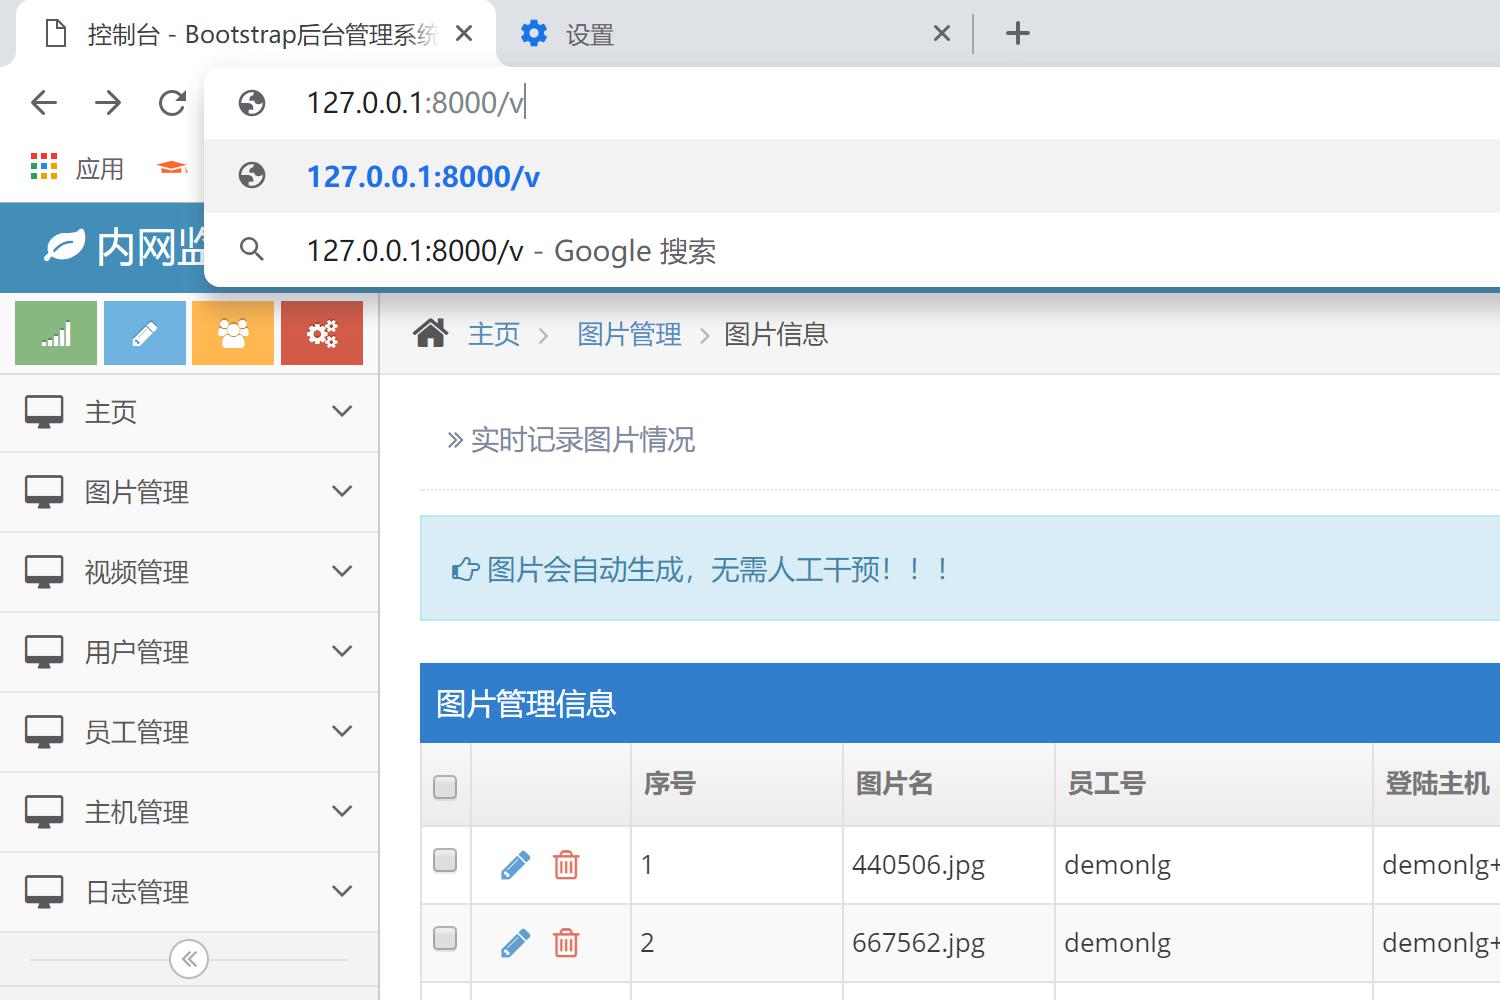 控制台 - Bootstrap后台管理系统
设置
127.0.0.1:8000/v
应用
127.0.0.1:8000/v
127.0.0.1:8000/v - Google 搜索
内网监
主页
图片管理
图片信息
主页
图片管理
视频管理
用户管理
员工管理
主机管理
日志管理
实时记录图片情况
图片会自动生成，无需人工干预！！！
图片管理信息
序号 图片名 员工号 登陆主机
1 440506.jpg demonlg demonlg+
2 667562.jpg demonlg demonlg+